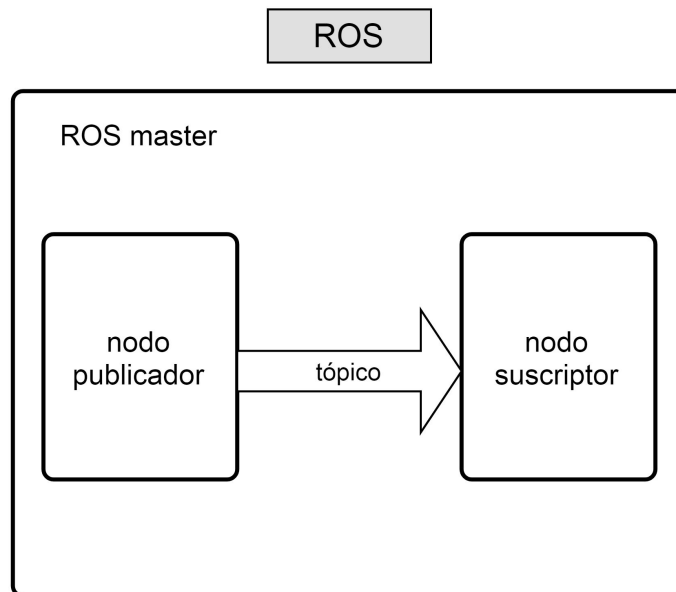 ROS
ROS master
nodo
publicador
tópico
nodo
suscriptor